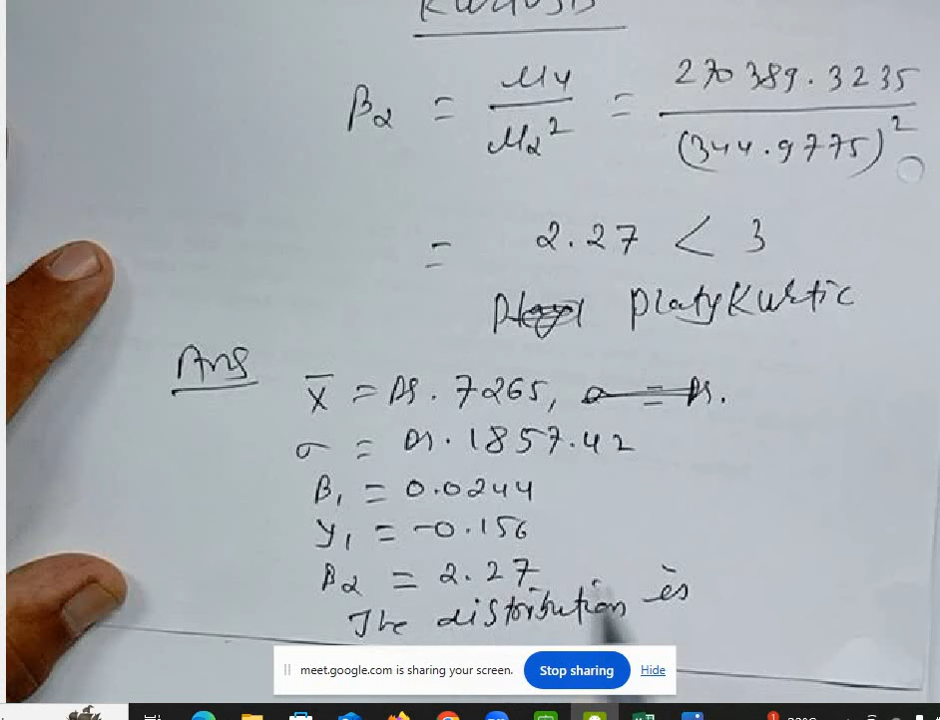 Kurtosis
β2 = μ4 / μ2² = 270389.3235 / (344.9775)²
= 2.27 < 3
Platykurtic
Ans
x̄ = Rs. 7265, σ = Rs.
σ = Rs. 1857.42
β1 = 0.0244
γ1 = -0.156
β2 = 2.27
The distribution is
meet.google.com is sharing your screen. Stop sharing Hide